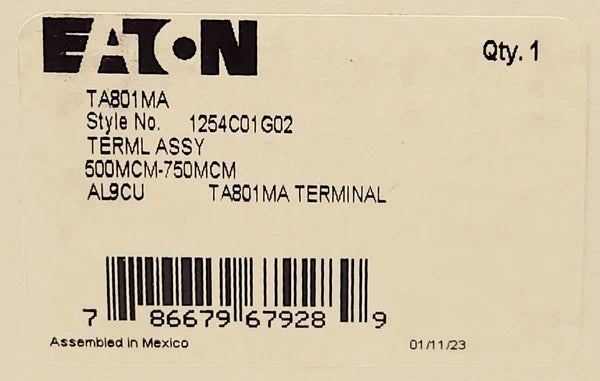 EATON
Qty. 1
TA801MA
Style No. 1254C01G02
TERML ASSY
500MCM-750MCM
AL9CU TA801MA TERMINAL
7 86679 67928 9
Assembled in Mexico 01/11/23